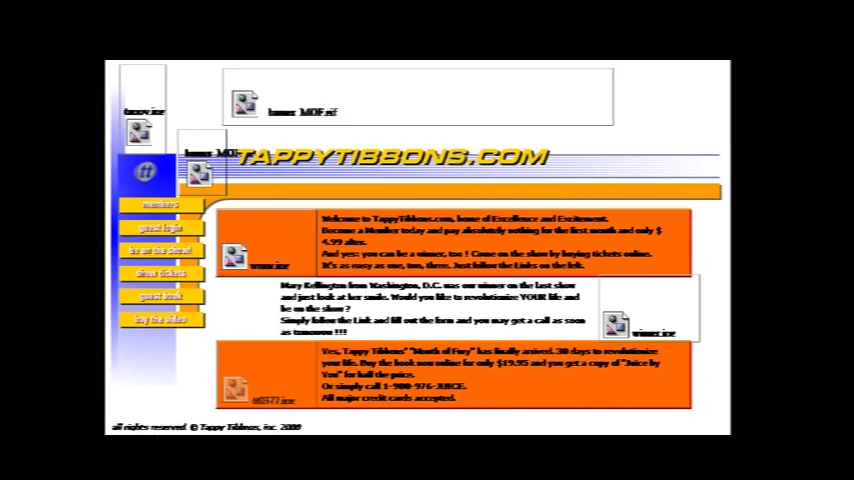 banner MOF.gif
TAPPYTIBBONS.COM
tt
members
guest login
be on the show!
show tickets
guest book
buy the video
Welcome to TappyTibbons.com, home of Excellence and Excitement.
Become a Member today and pay absolutely nothing for the first month and only $
4.99 after.
And yes: you can be a winner, too ! Come on the show by buying tickets online.
It's as easy as one, two, three. Just follow the Links on the left.
Mary Kellington from Washington, D.C. was our winner on the last show
and just look at her smile. Would you like to revolutionize YOUR life and
be on the show ?
Simply follow the Link and fill out the form and you may get a call as soon
as tomorrow !!!
Yes, Tappy Tibbons' "Month of Fury" has finally arrived. 30 days to revolutionize
your life. Buy the book now online for only $19.95 and you get a copy of "Juice by
You" for half the price.
Or simply call 1-900-976-JUICE.
All major credit cards accepted.
all rights reserved. © Tappy Tibbons, inc. 2000